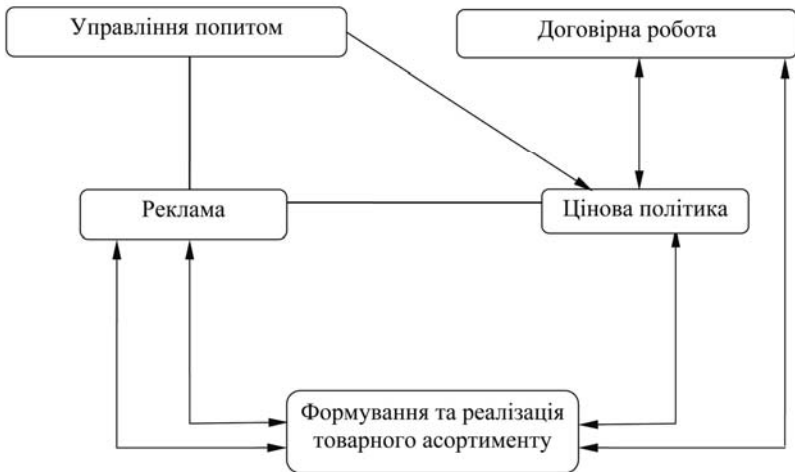 Управління попитом
Договірна робота
Реклама
Цінова політика
Формування та реалізація
товарного асортименту